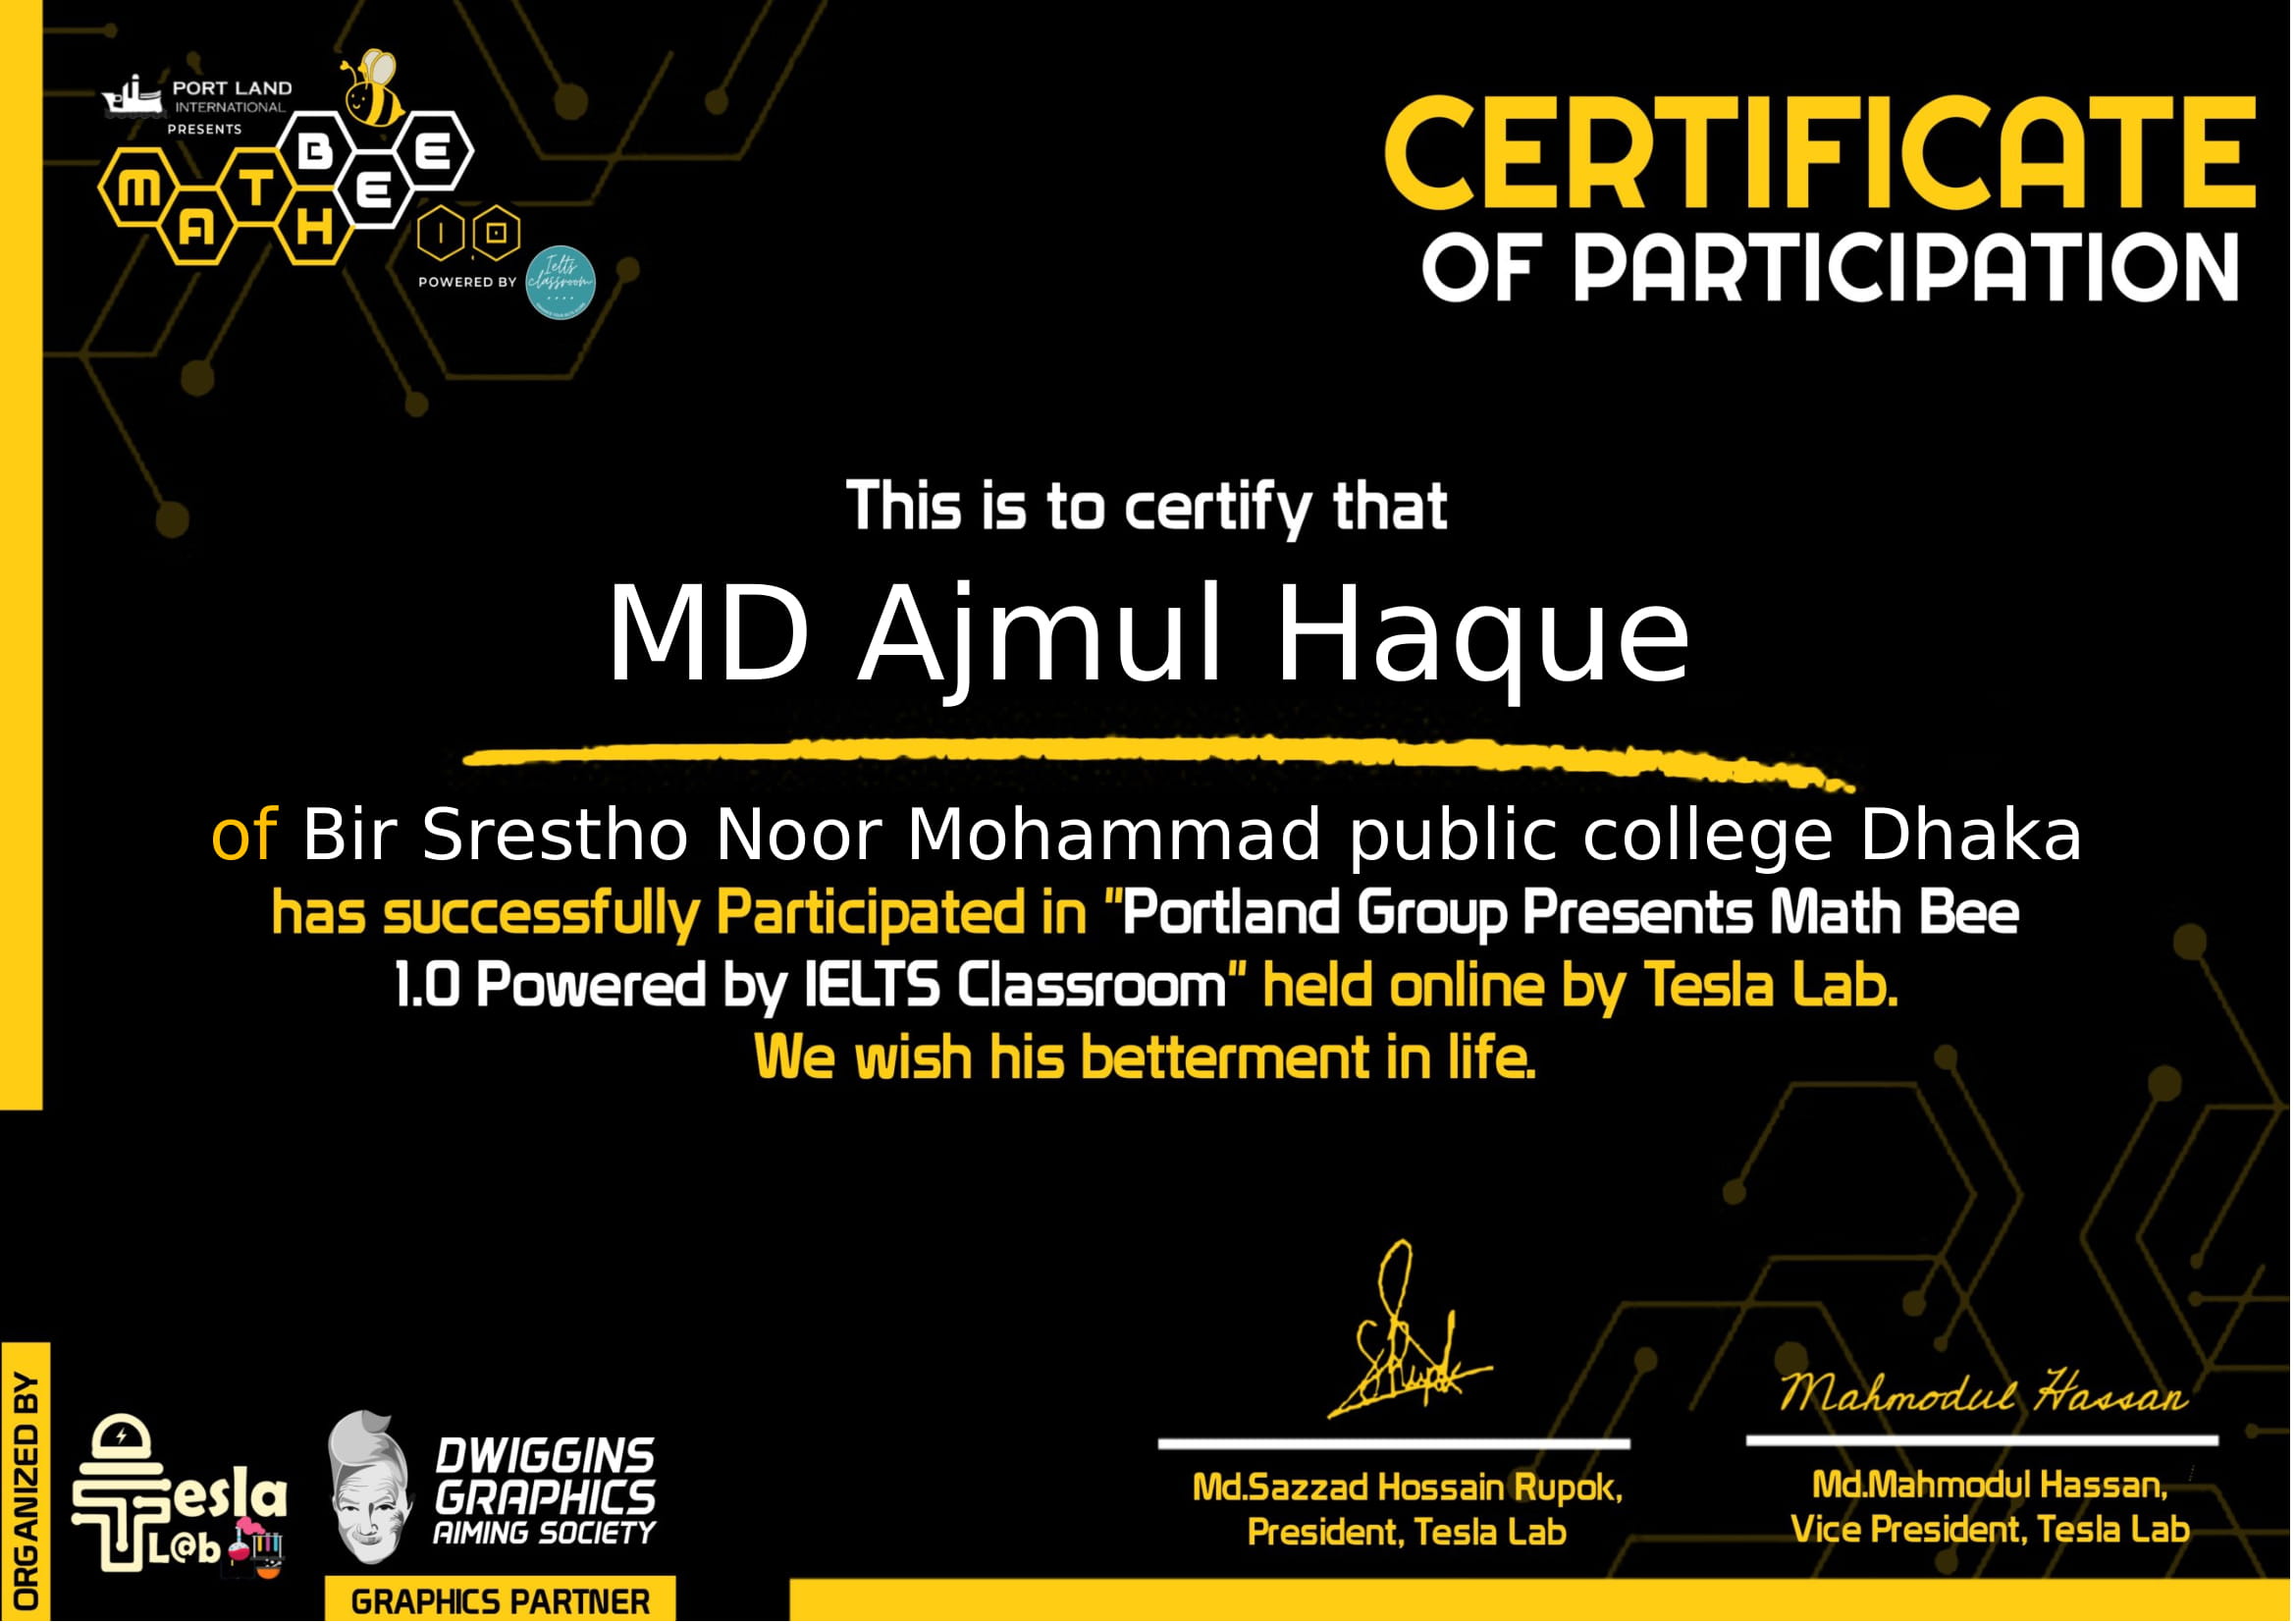 PORT LAND
INTERNATIONAL
PRESENTS
MATH BEE
1.0
POWERED BY
Ielts
classroom
CERTIFICATE
OF PARTICIPATION
This is to certify that
MD Ajmul Haque
of Bir Srestho Noor Mohammad public college Dhaka
has successfully Participated in "Portland Group Presents Math Bee
1.0 Powered by IELTS Classroom" held online by Tesla Lab.
We wish his betterment in life.
ORGANIZED BY
Tesla
L@b
DWIGGINS
GRAPHICS
AIMING SOCIETY
GRAPHICS PARTNER
SRupok
Md.Sazzad Hossain Rupok,
President, Tesla Lab
Mahmodul Hassan
Md.Mahmodul Hassan,
Vice President, Tesla Lab